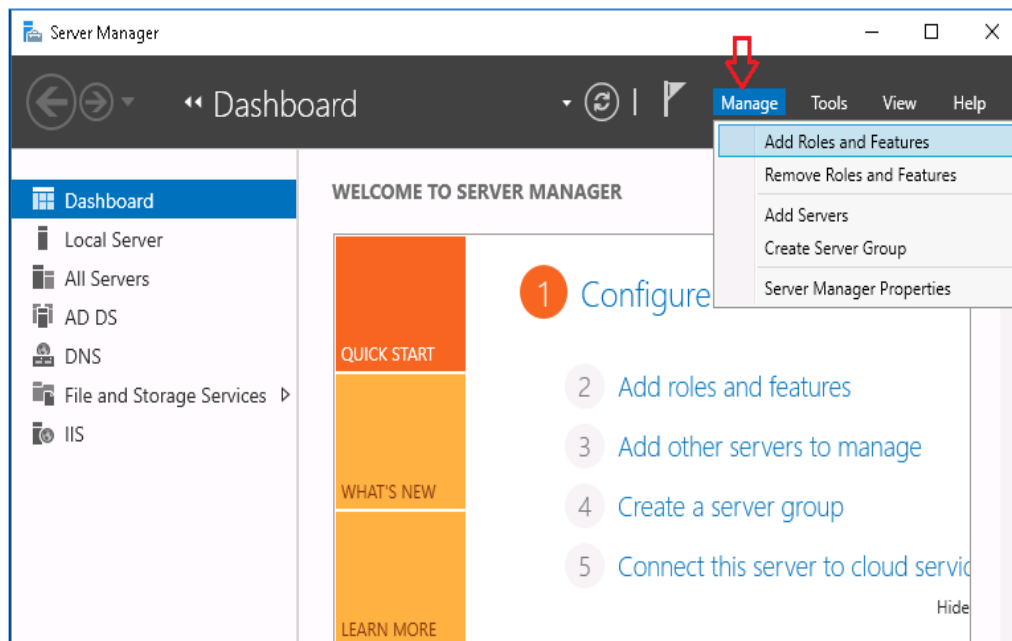 Server Manager
Dashboard
Manage Tools View Help
Add Roles and Features
Remove Roles and Features
Add Servers
Create Server Group
Server Manager Properties
Dashboard
Local Server
All Servers
AD DS
DNS
File and Storage Services
IIS
WELCOME TO SERVER MANAGER
QUICK START
WHAT'S NEW
LEARN MORE
1 Configure
2 Add roles and features
3 Add other servers to manage
4 Create a server group
5 Connect this server to cloud servic
Hide